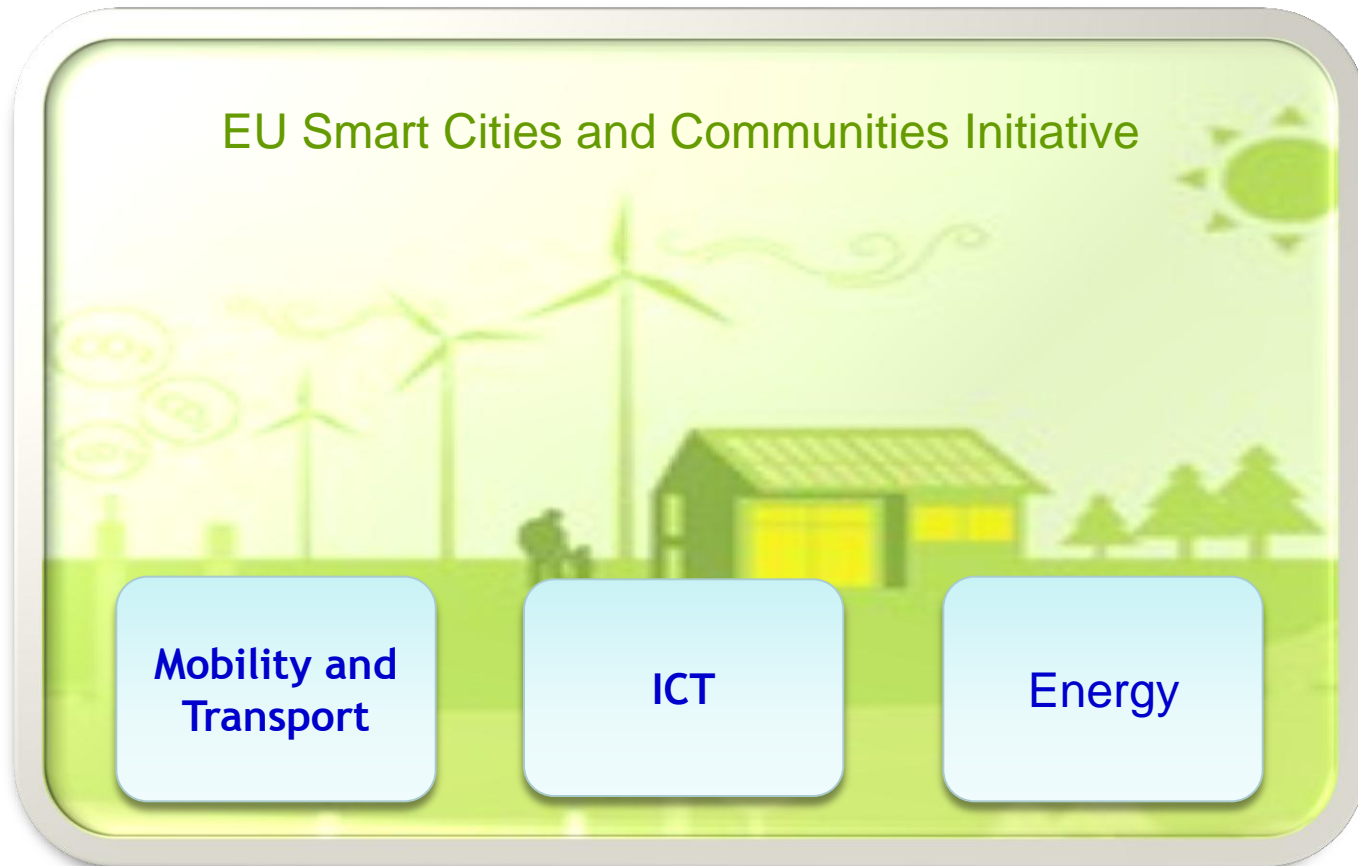 EU Smart Cities and Communities Initiative
Mobility and
Transport
ICT
Energy